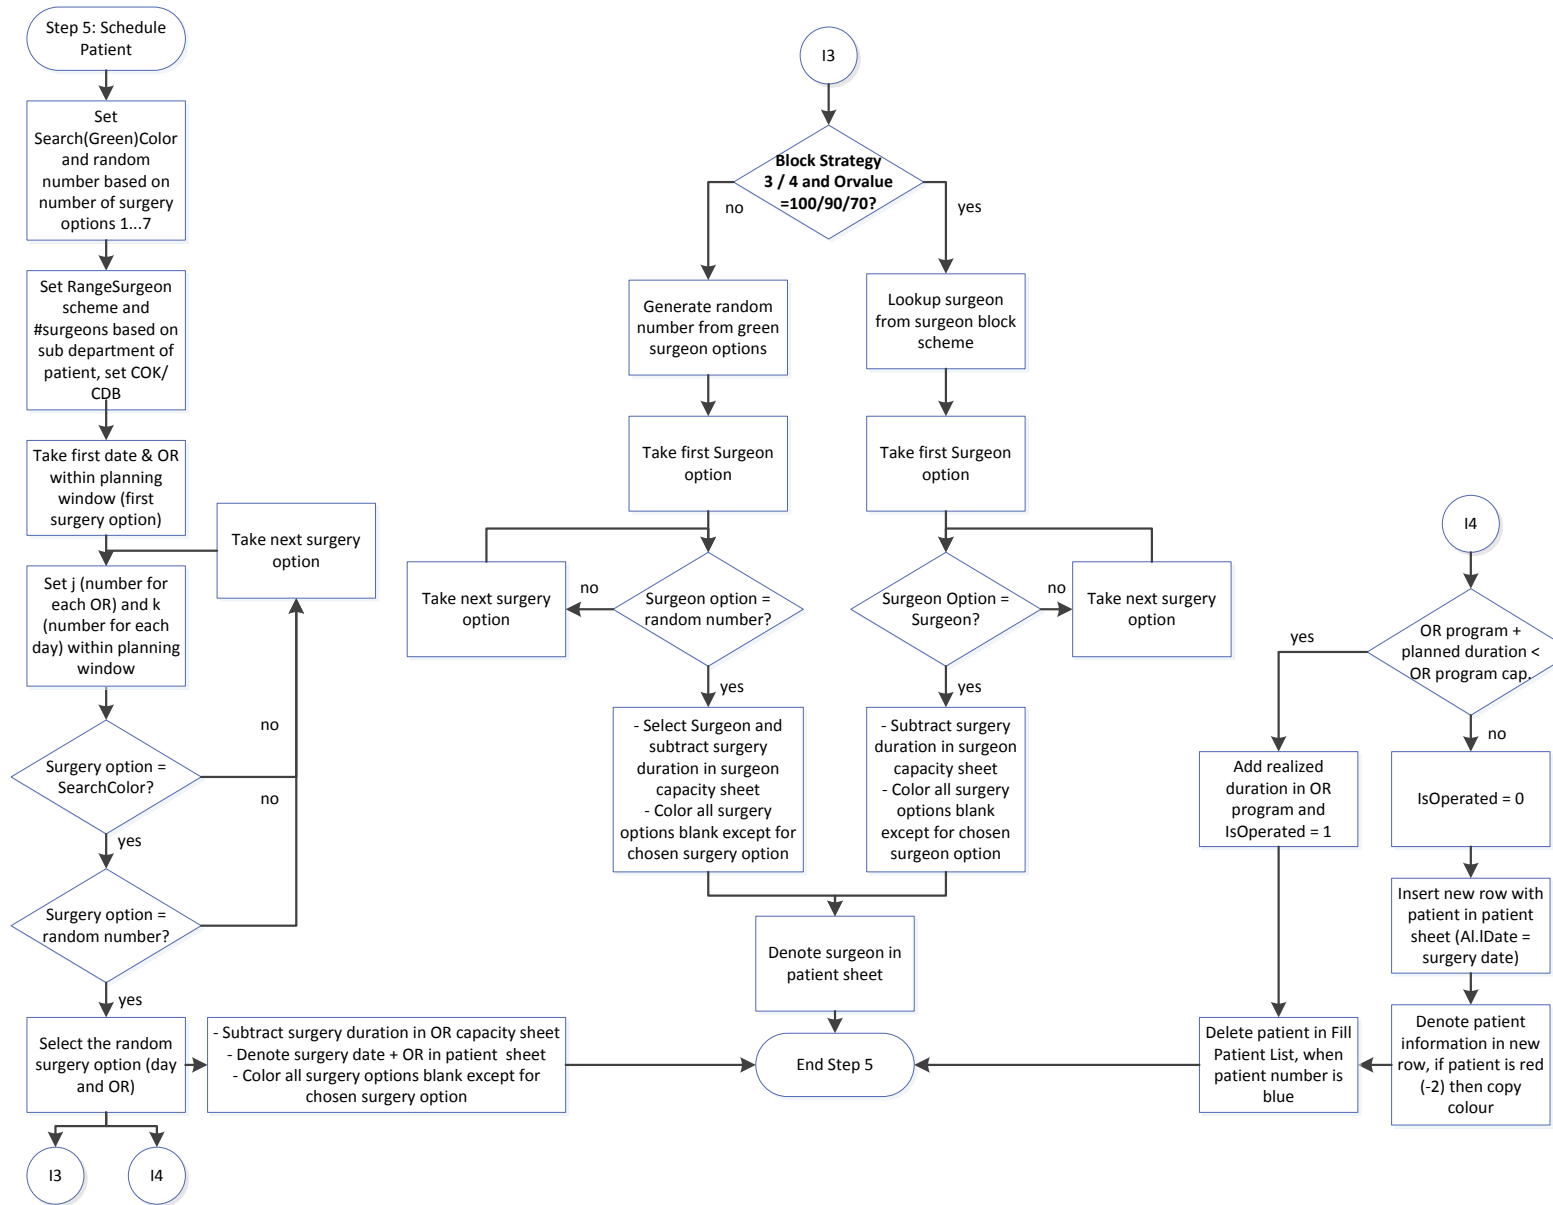 Step 5: Schedule
Patient
Set
Search(Green)Color
and random
number based on
number of surgery
options 1...7
Set RangeSurgeon
scheme and
#surgeons based on
sub department of
patient, set COK/
CDB
Take first date & OR
within planning
window (first
surgery option)
Take next surgery
option
Set j (number for
each OR) and k
(number for each
day) within planning
window
no
Surgery option =
SearchColor?
no
yes
Surgery option =
random number?
yes
Select the random
surgery option (day
and OR)
- Subtract surgery duration in OR capacity sheet
- Denote surgery date + OR in patient sheet
- Color all surgery options blank except for
chosen surgery option
I3
I4
I3
Block Strategy
3 / 4 and Orvalue
=100/90/70?
no
yes
Generate random
number from green
surgeon options
Lookup surgeon
from surgeon block
scheme
Take first Surgeon
option
Take first Surgeon
option
Take next surgery
option
no
Surgeon option =
random number?
Surgeon Option =
Surgeon?
no
Take next surgery
option
yes
yes
- Select Surgeon and
subtract surgery
duration in surgeon
capacity sheet
- Color all surgery
options blank except for
chosen surgery option
- Subtract surgery
duration in surgeon
capacity sheet
- Color all surgery
options blank
except for chosen
surgeon option
Denote surgeon in
patient sheet
End Step 5
I4
yes
OR program +
planned duration <
OR program cap.
no
Add realized
duration in OR
program and
IsOperated = 1
IsOperated = 0
Insert new row with
patient in patient
sheet (Al.lDate =
surgery date)
Delete patient in Fill
Patient List, when
patient number is
blue
Denote patient
information in new
row, if patient is red
(-2) then copy
colour